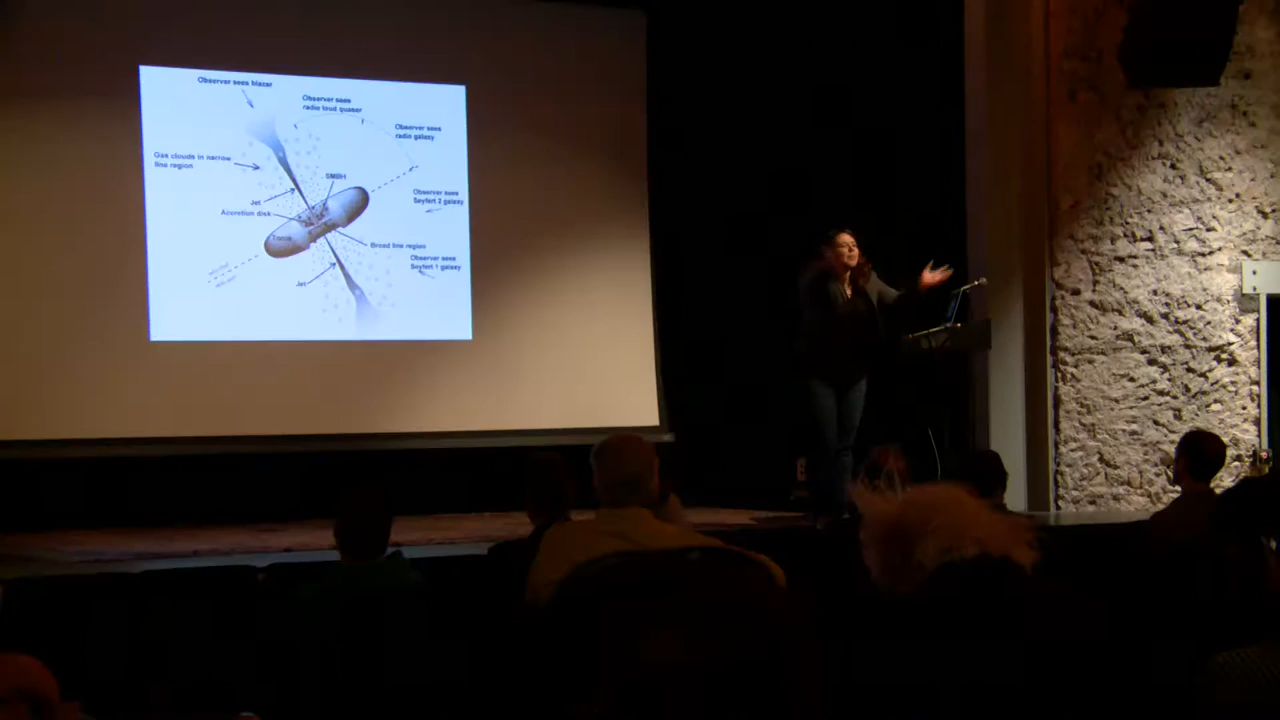 Observer sees blazar
Observer sees
radio loud quasar
Observer sees
radio galaxy
Gas clouds in narrow
line region
SMBH
Observer sees
Seyfert 2 galaxy
Jet
Accretion disk
Torus
Broad line region
Observer sees
Seyfert 1 galaxy
Jet